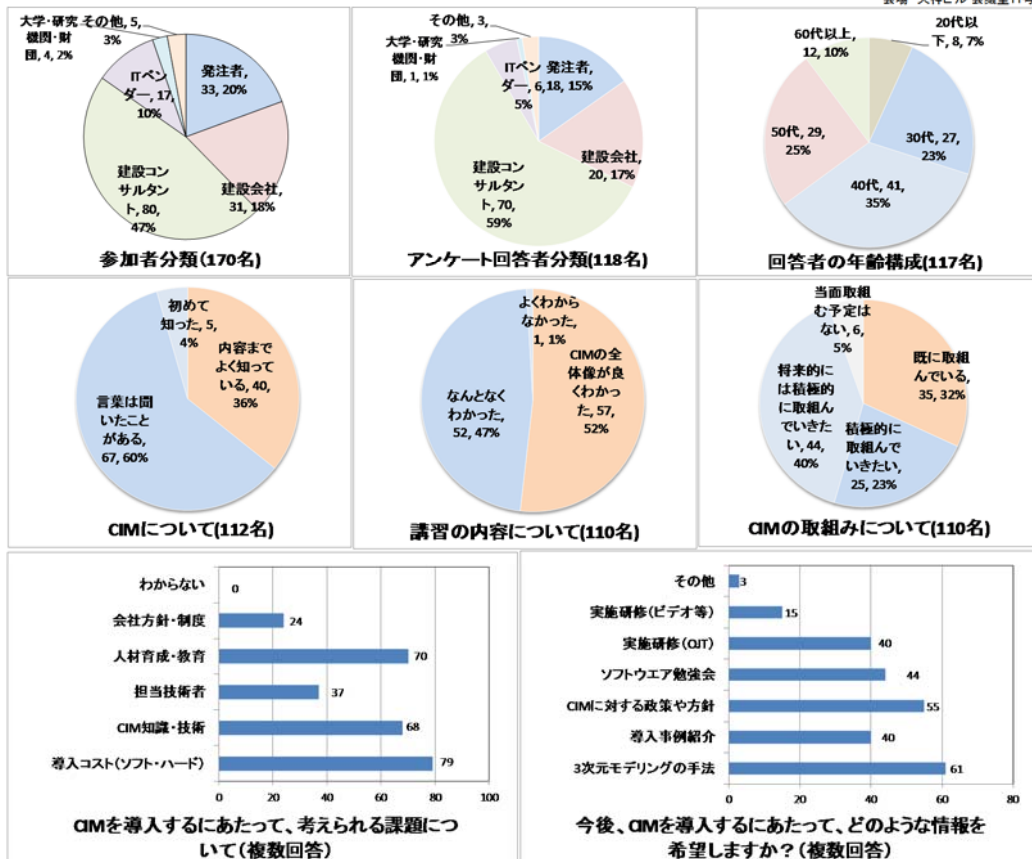 大学・研究
機関・財
団, 4, 2%
その他, 5,
3%
ITベン
ダー, 17,
10%
発注者,
33, 20%
建設コン
サルタン
ト, 80,
47%
建設会社,
31, 18%
参加者分類(170名)
その他, 3,
3%
大学・研究
機関・財
団, 1, 1%
ITベン
ダー, 6,
5%
発注者,
18, 15%
建設会社,
20, 17%
建設コン
サルタン
ト, 70,
59%
アンケート回答者分類(118名)
60代以上,
12, 10%
20代以
下, 8, 7%
50代, 29,
25%
30代, 27,
23%
40代, 41,
35%
回答者の年齢構成(117名)
初めて
知った, 5,
4%
内容まで
よく知って
いる, 40,
36%
言葉は聞
いたこと
がある,
67, 60%
CIMについて(112名)
よくわから
なかった,
1, 1%
CIMの全
体像が良
くわかっ
た, 57,
52%
なんとなく
わかった,
52, 47%
講習の内容について(110名)
当面取組
む予定は
ない, 6,
5%
既に取組
んでいる,
35, 32%
将来的に
は積極的
に取組ん
でいきた
い, 44,
40%
積極的に
取組んで
いきたい,
25, 23%
CIMの取組みについて(110名)
わからない 0
会社方針・制度 24
人材育成・教育 70
担当技術者 37
CIM知識・技術 68
導入コスト(ソフト・ハード) 79
0 20 40 60 80 100
CIMを導入するにあたって、考えられる課題につ
いて(複数回答)
その他 3
実施研修(ビデオ等) 15
実施研修(OJT) 40
ソフトウエア勉強会 44
CIMに対する政策や方針 55
導入事例紹介 40
3次元モデリングの手法 61
0 20 40 60 80
今後、CIMを導入するにあたって、どのような情報を
希望しますか?(複数回答)